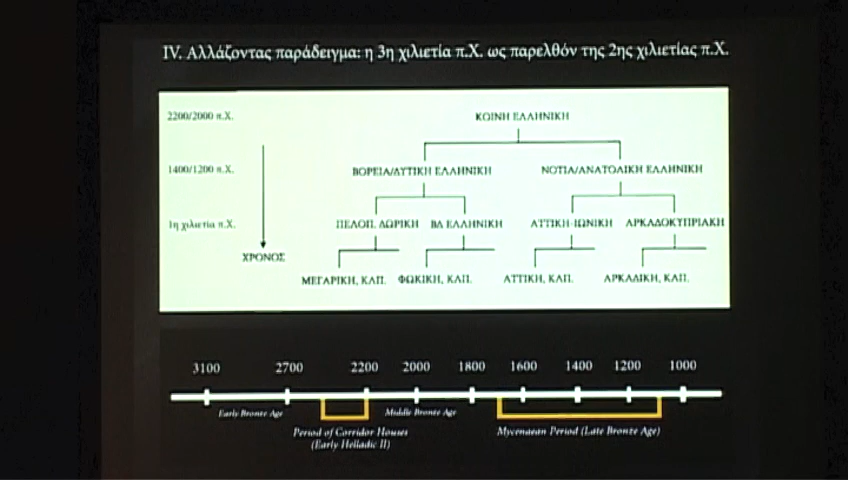 IV. Αλλάζοντας παράδειγμα: η 3η χιλιετία π.Χ. ως παρελθόν της 2ης χιλιετίας π.Χ.
2200/2000 π.Χ.
ΚΟΙΝΗ ΕΛΛΗΝΙΚΗ
1400/1200 π.Χ.
ΒΟΡΕΙΑ/ΔΥΤΙΚΗ ΕΛΛΗΝΙΚΗ
ΝΟΤΙΑ/ΑΝΑΤΟΛΙΚΗ ΕΛΛΗΝΙΚΗ
1η χιλιετία π.Χ.
ΠΕΛΟΠ. ΔΩΡΙΚΗ
ΒΔ ΕΛΛΗΝΙΚΗ
ΑΤΤΙΚΗ-ΙΩΝΙΚΗ
ΑΡΚΑΔΟΚΥΠΡΙΑΚΗ
ΧΡΟΝΟΣ
ΜΕΓΑΡΙΚΗ, ΚΛΠ.
ΦΩΚΙΚΗ, ΚΛΠ.
ΑΤΤΙΚΗ, ΚΛΠ.
ΑΡΚΑΔΙΚΗ, ΚΛΠ.
3100 2700 2200 2000 1800 1600 1400 1200 1000
Early Bronze Age
Middle Bronze Age
Period of Corridor Houses
(Early Helladic II)
Mycenaean Period (Late Bronze Age)